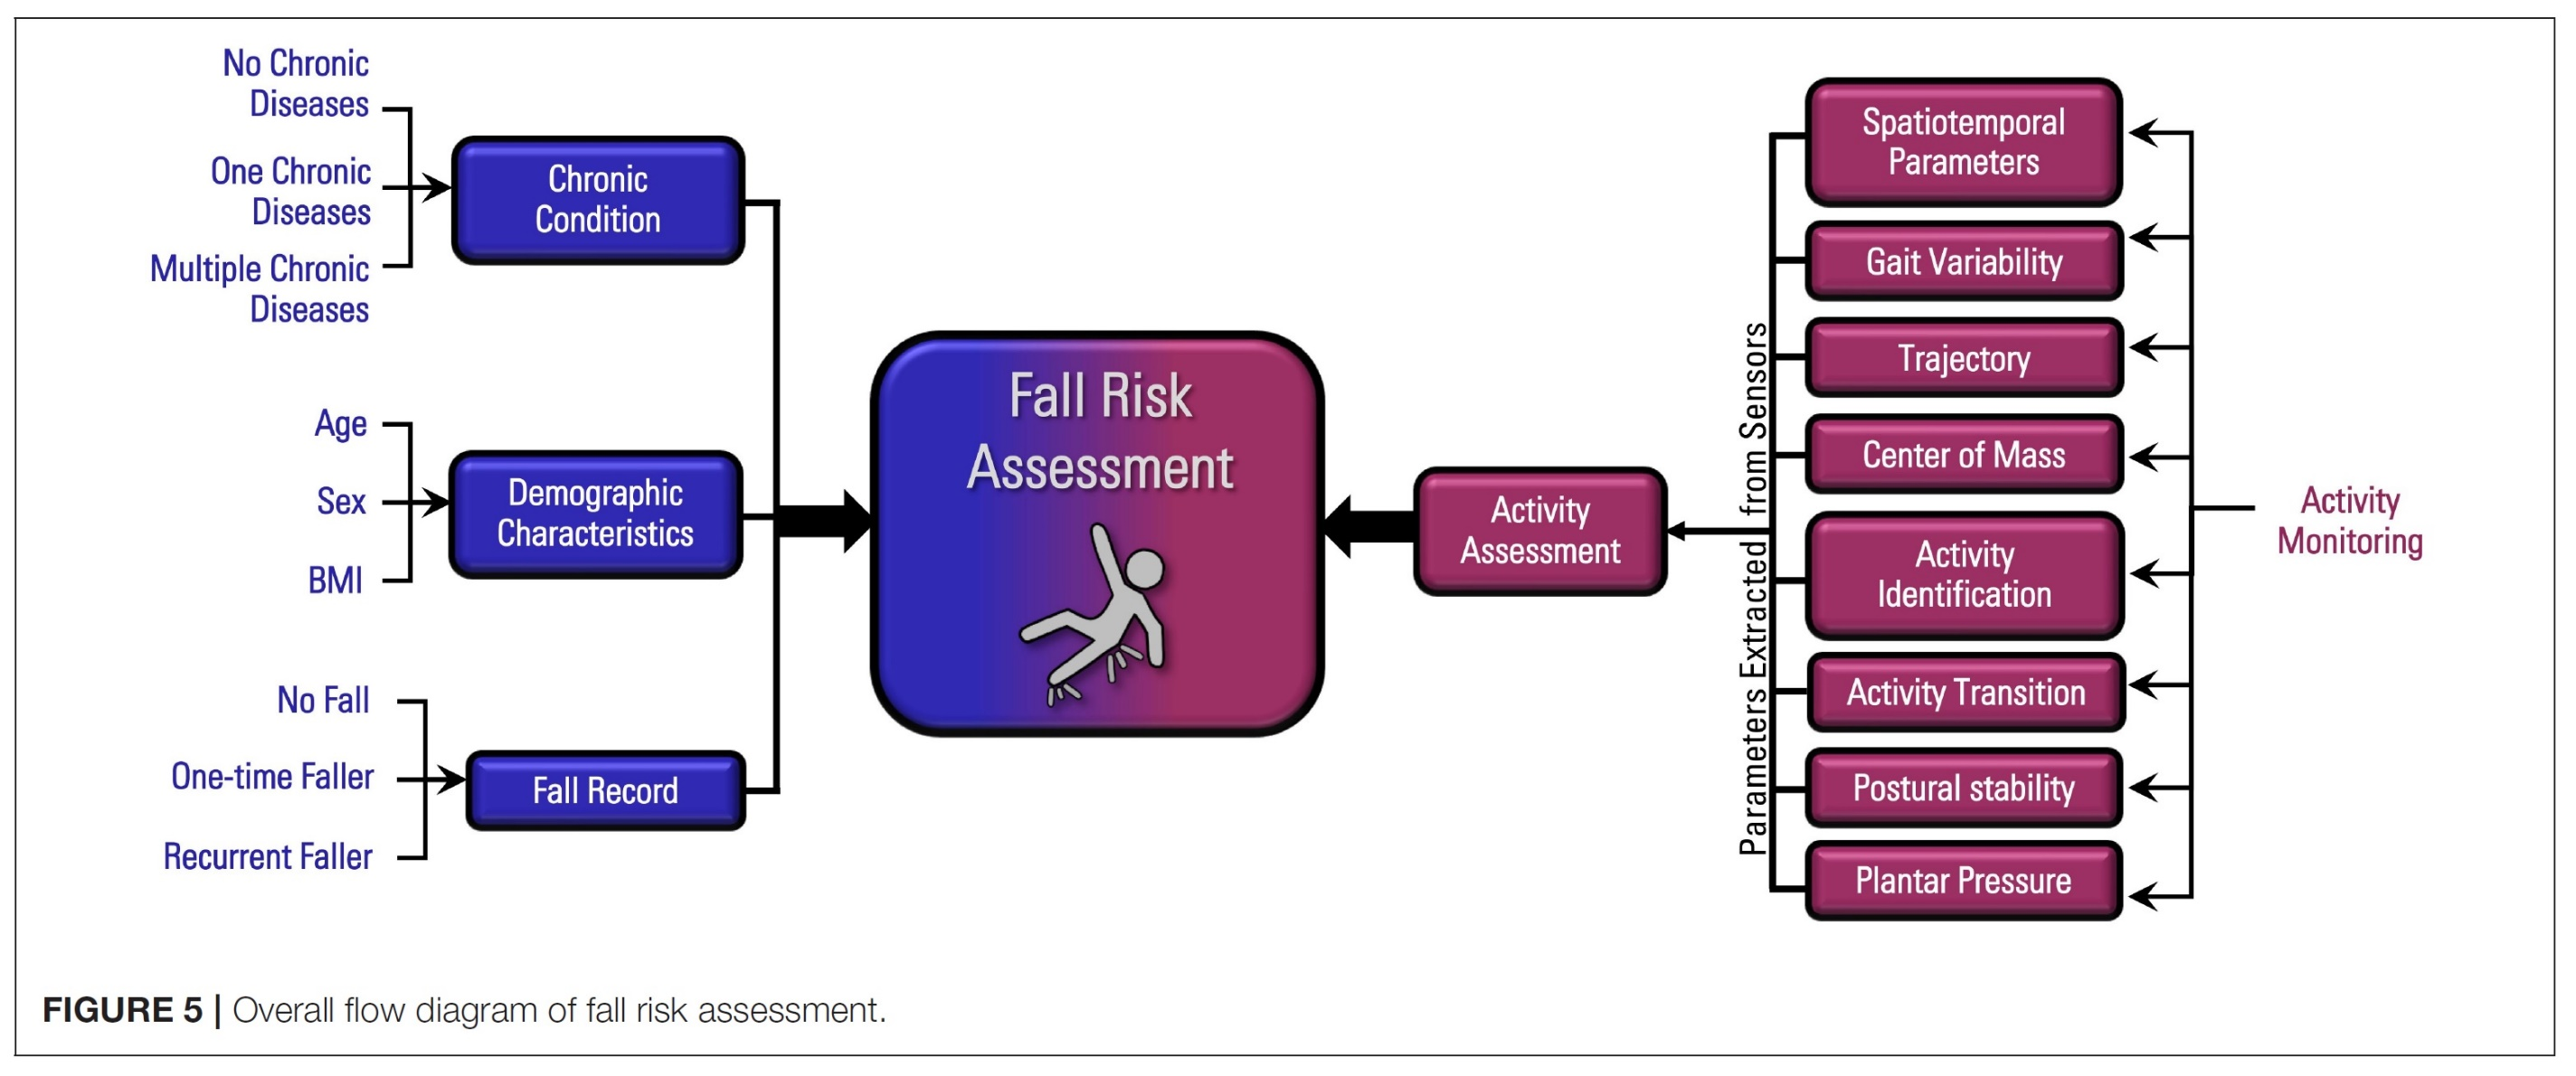 No Chronic
Diseases
One Chronic
Diseases
Multiple Chronic
Diseases
Chronic
Condition
Age
Sex
BMI
Demographic
Characteristics
No Fall
One-time Faller
Recurrent Faller
Fall Record
Fall Risk
Assessment
Activity
Assessment
Parameters Extracted from Sensors
Spatiotemporal
Parameters
Gait Variability
Trajectory
Center of Mass
Activity
Identification
Activity Transition
Postural stability
Plantar Pressure
Activity
Monitoring
FIGURE 5 | Overall flow diagram of fall risk assessment.